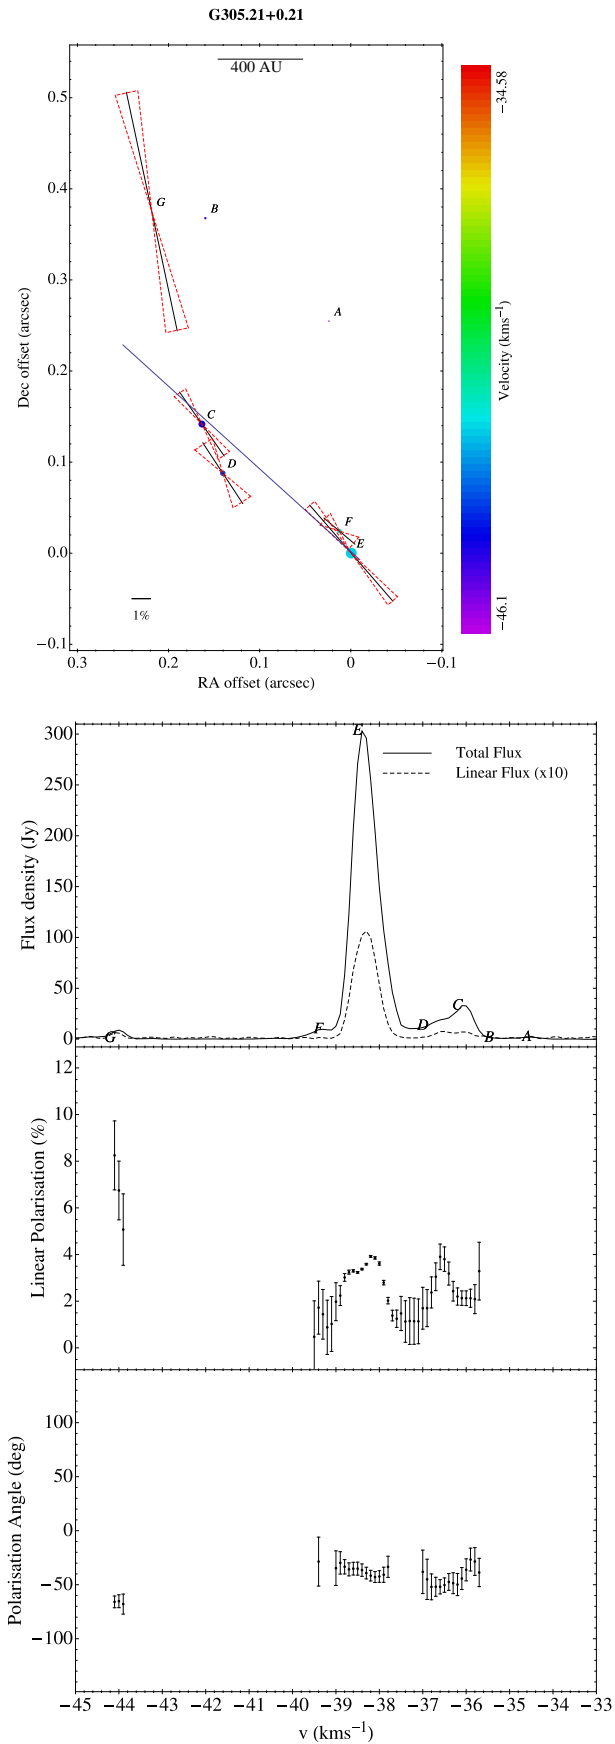 G305.21+0.21
400 AU
0.5
0.4
0.3
0.2
0.1
0.0
−0.1
Dec offset (arcsec)
G
B
A
C
D
F
E
1%
0.3
0.2
0.1
0
−0.1
RA offset (arcsec)
−34.58
Velocity (kms−1)
−46.1
300
250
200
150
100
50
0
Flux density (Jy)
E
Total Flux
Linear Flux (x10)
G
F
D
C
B
A
12
10
8
6
4
2
0
Linear Polarisation (%)
100
50
0
−50
−100
Polarisation Angle (deg)
−45
−44
−43
−42
−41
−40
−39
−38
−37
−36
−35
−34
−33
v (kms−1)